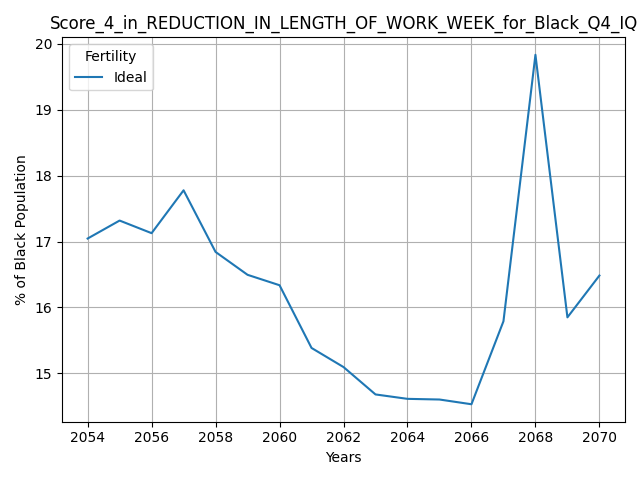 Score_4_in_REDUCTION_IN_LENGTH_OF_WORK_WEEK_for_Black_Q4_IQ
Fertility
Ideal
% of Black Population
20
19
18
17
16
15
2054 2056 2058 2060 2062 2064 2066 2068 2070
Years